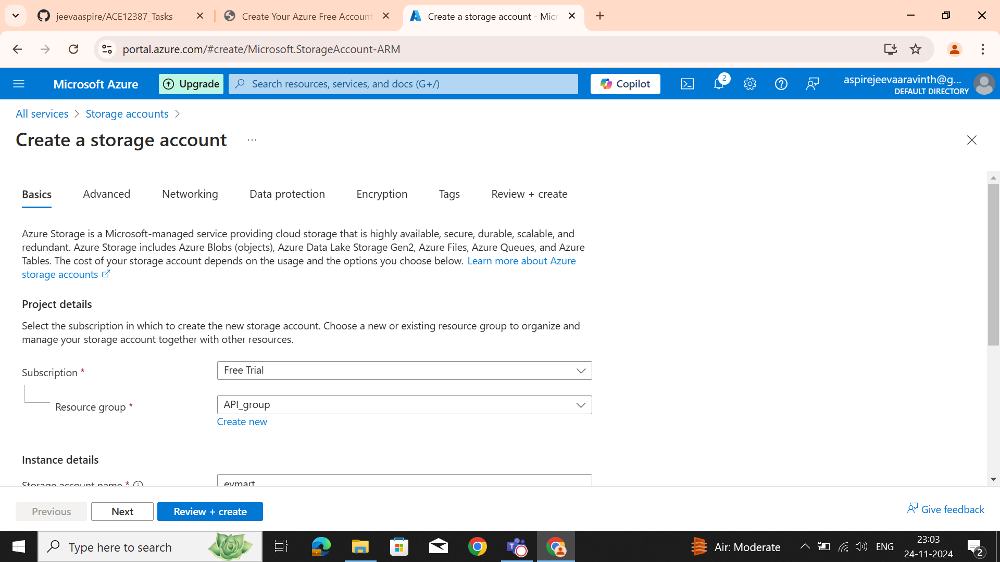 jeevaaspire/ACE12387_Tasks
Create Your Azure Free Account
Create a storage account - Micr
portal.azure.com/#create/Microsoft.StorageAccount-ARM
Microsoft Azure
Upgrade
Search resources, services, and docs (G+/)
Copilot
2
aspirejeevaaravinth@g...
DEFAULT DIRECTORY
All services
Storage accounts
Create a storage account
...
Basics
Advanced
Networking
Data protection
Encryption
Tags
Review + create
Azure Storage is a Microsoft-managed service providing cloud storage that is highly available, secure, durable, scalable, and
redundant. Azure Storage includes Azure Blobs (objects), Azure Data Lake Storage Gen2, Azure Files, Azure Queues, and Azure
Tables. The cost of your storage account depends on the usage and the options you choose below. Learn more about Azure
storage accounts
Project details
Select the subscription in which to create the new storage account. Choose a new or existing resource group to organize and
manage your storage account together with other resources.
Subscription *
Free Trial
Resource group *
API_group
Create new
Instance details
Storage account name *
evmart
Previous
Next
Review + create
Give feedback
Type here to search
Air: Moderate
ENG
23:03
24-11-2024
2